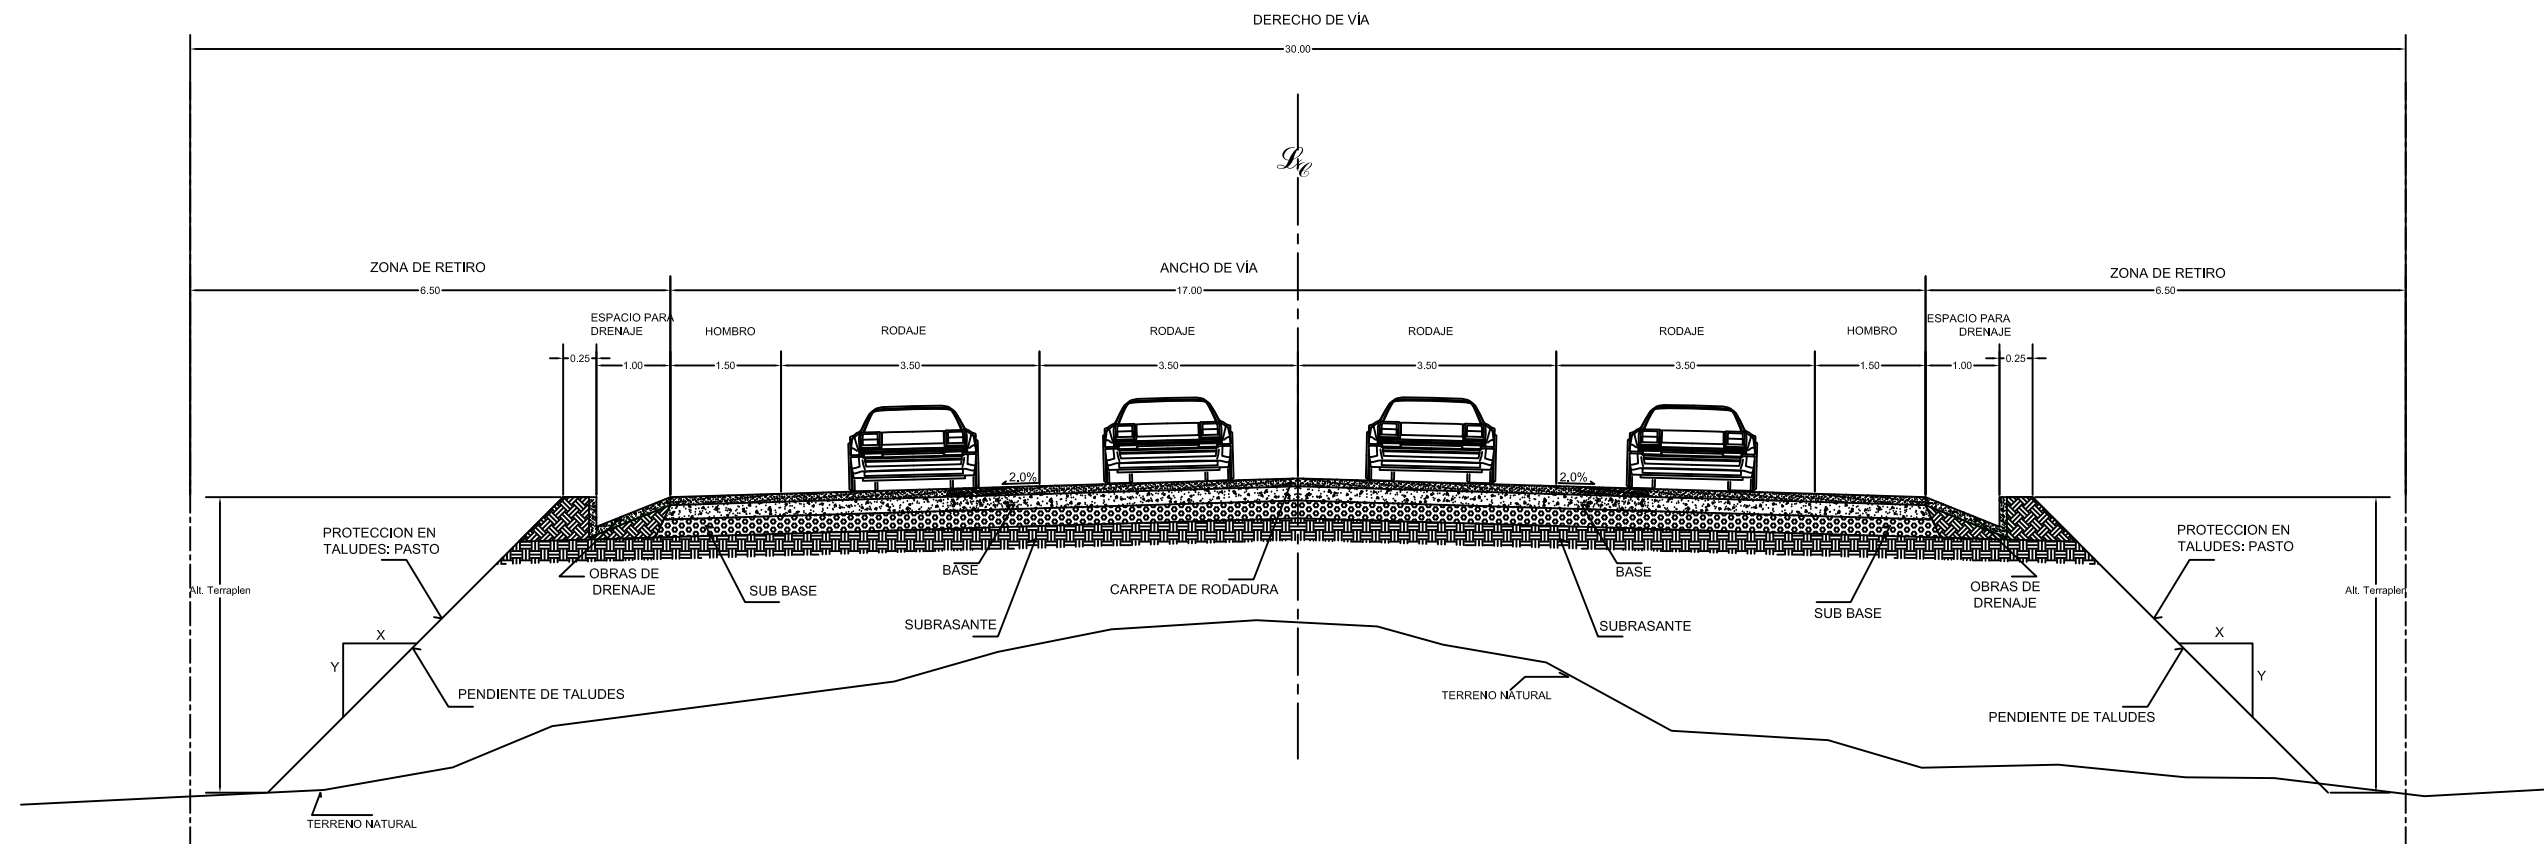 DERECHO DE VÍA
30.00
ZONA DE RETIRO
ANCHO DE VÍA
ZONA DE RETIRO
6.50
17.00
6.50
ESPACIO PARA
DRENAJE
HOMBRO
RODAJE
RODAJE
RODAJE
RODAJE
HOMBRO
ESPACIO PARA
DRENAJE
0.25
1.00
1.50
3.50
3.50
3.50
3.50
1.50
1.00
0.25
2.0%
2.0%
PROTECCION EN
TALUDES: PASTO
PROTECCION EN
TALUDES: PASTO
OBRAS DE
DRENAJE
SUB BASE
BASE
CARPETA DE RODADURA
BASE
SUB BASE
OBRAS DE
DRENAJE
Alt. Terraplen
Alt. Terraplen
SUBRASANTE
SUBRASANTE
X
Y
X
Y
PENDIENTE DE TALUDES
TERRENO NATURAL
PENDIENTE DE TALUDES
TERRENO NATURAL